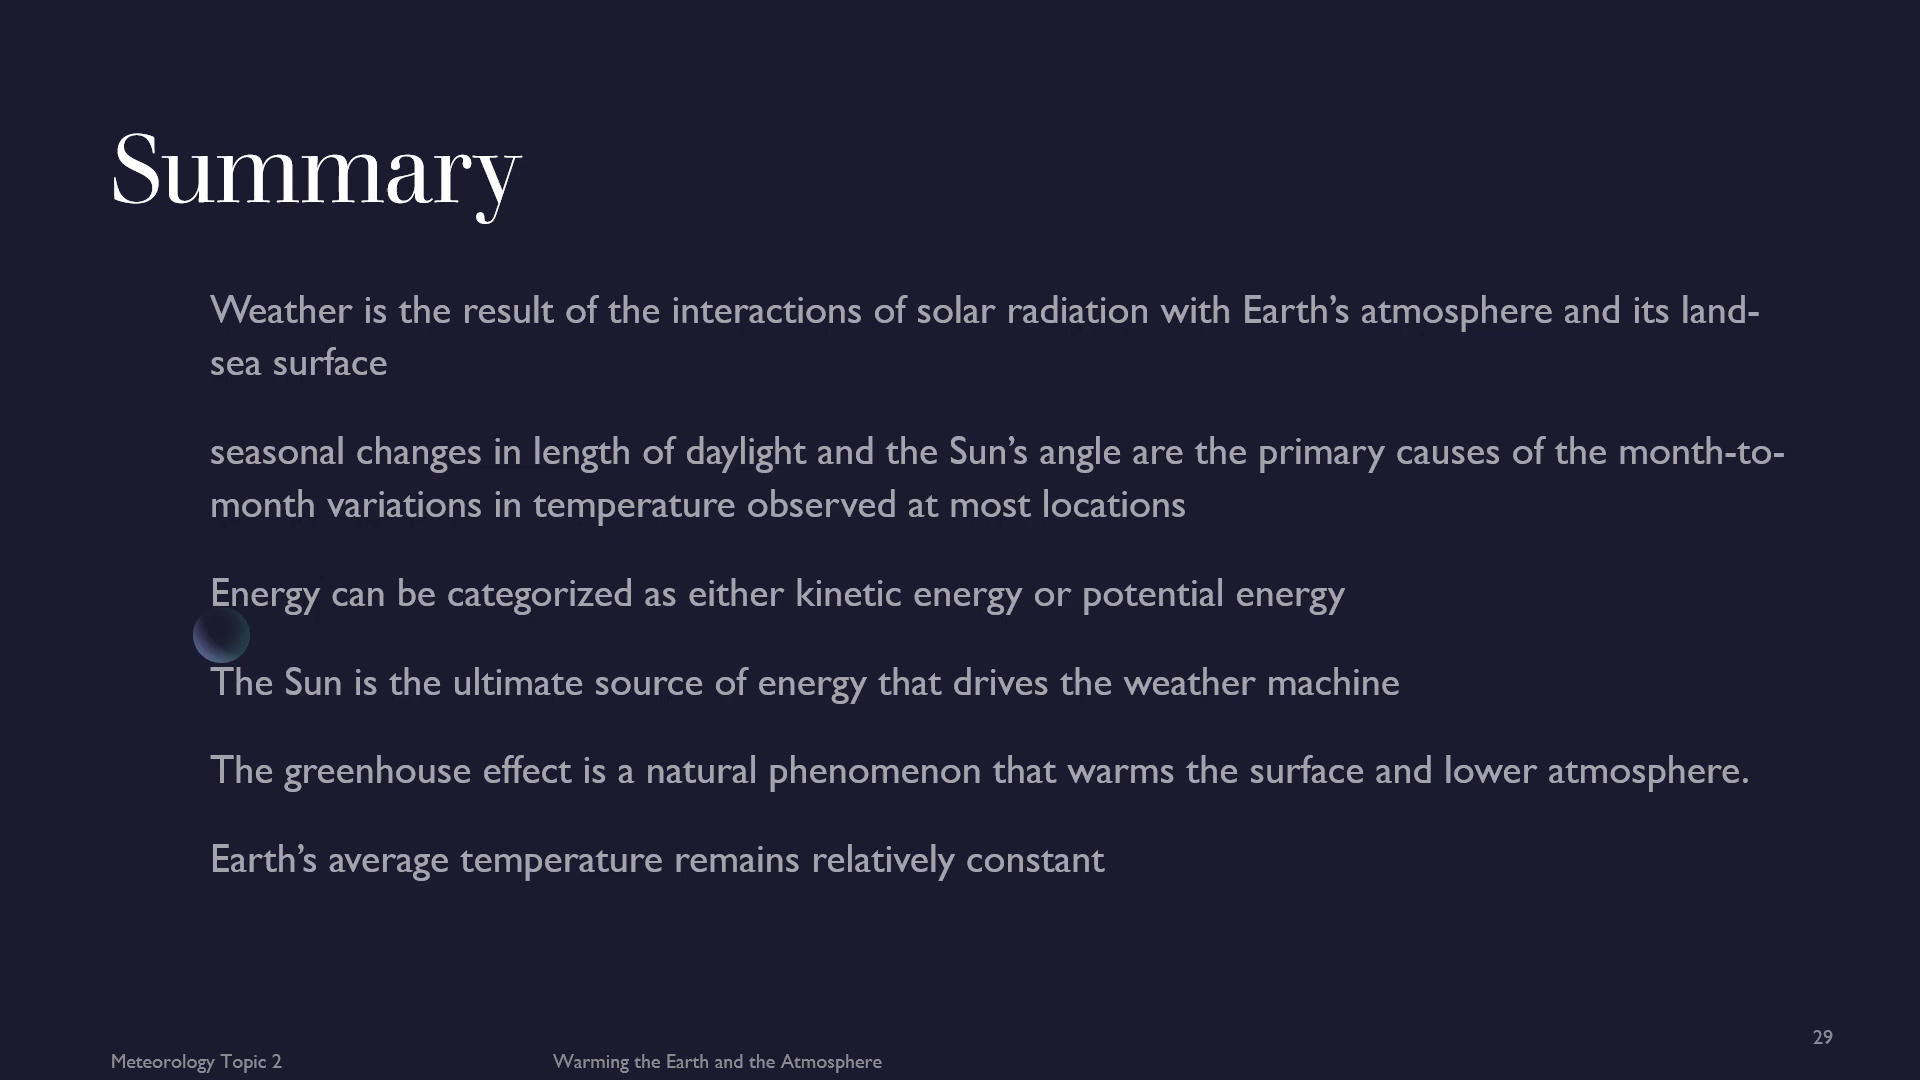 Summary
Weather is the result of the interactions of solar radiation with Earth’s atmosphere and its land-
sea surface
seasonal changes in length of daylight and the Sun’s angle are the primary causes of the month-to-
month variations in temperature observed at most locations
Energy can be categorized as either kinetic energy or potential energy
The Sun is the ultimate source of energy that drives the weather machine
The greenhouse effect is a natural phenomenon that warms the surface and lower atmosphere.
Earth’s average temperature remains relatively constant
29
Meteorology Topic 2
Warming the Earth and the Atmosphere